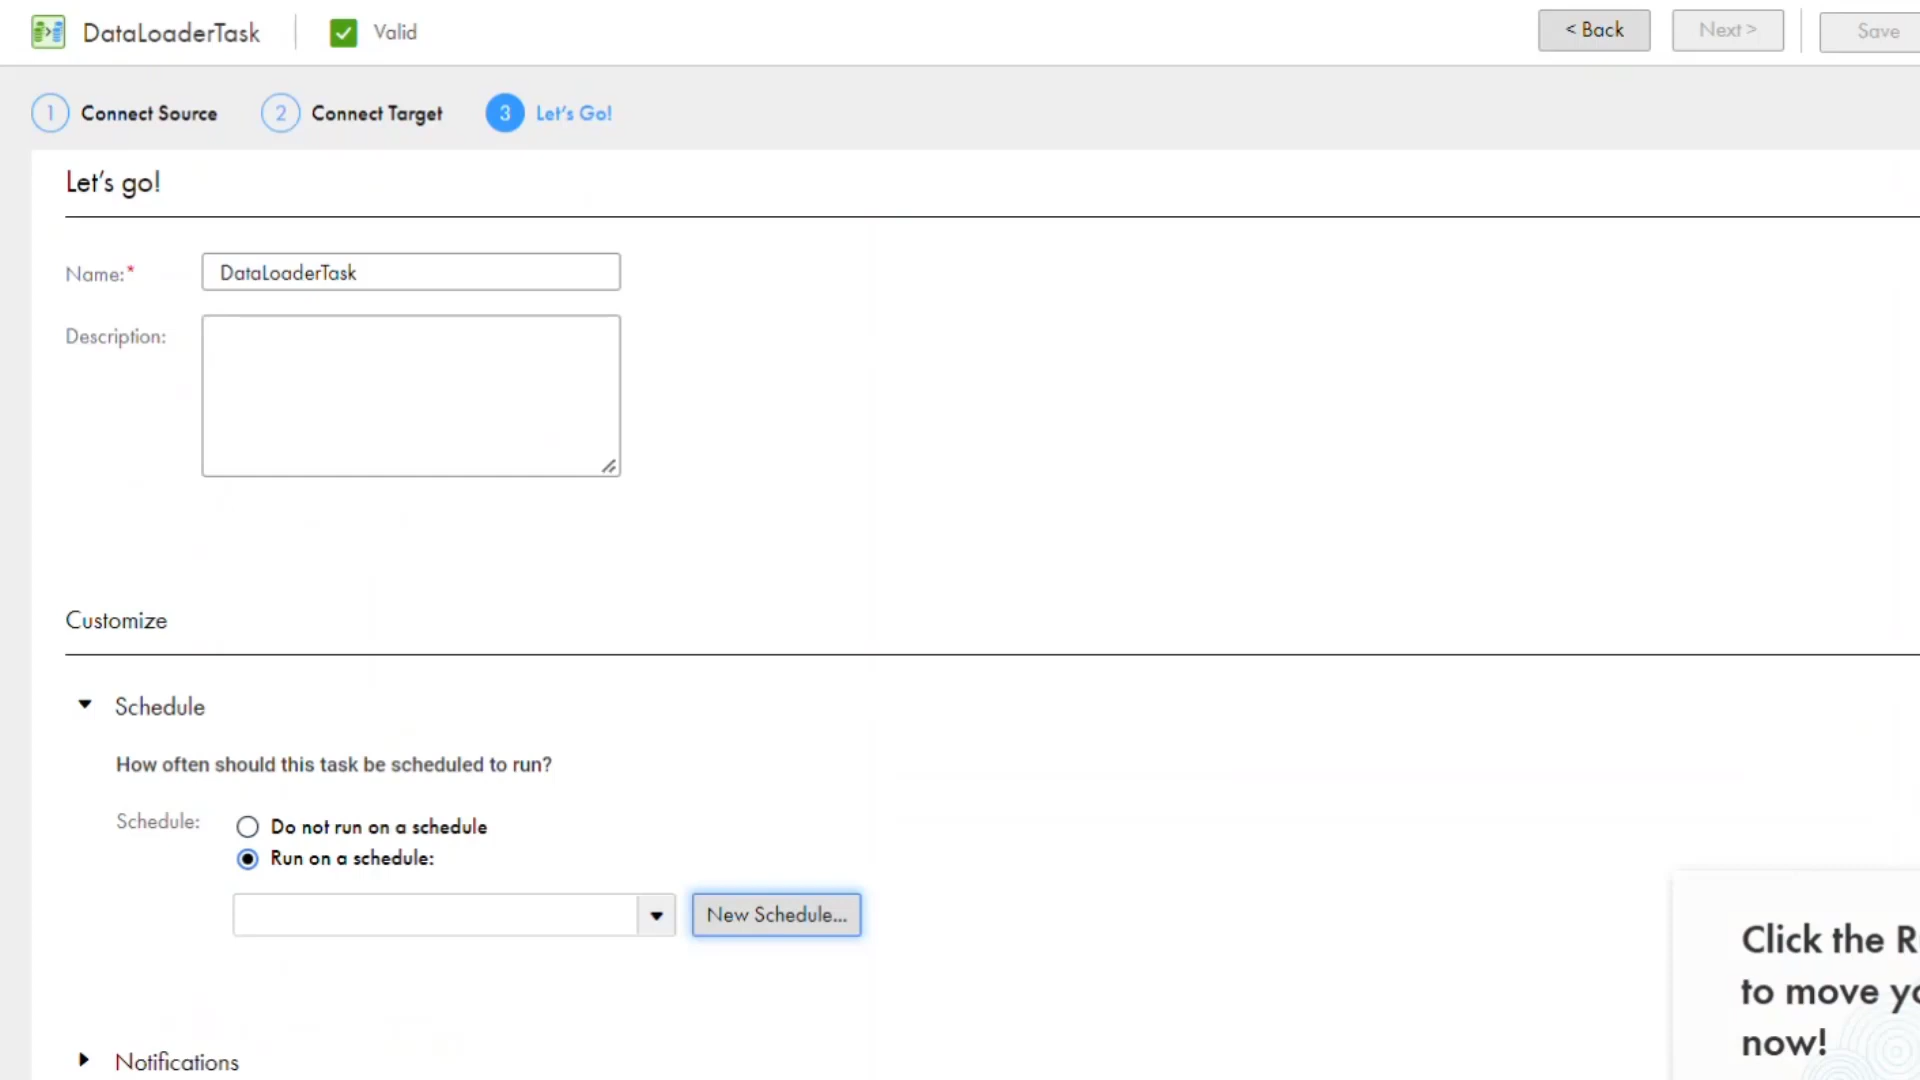 DataLoaderTask
Valid
< Back
Next >
Save
1 Connect Source
2 Connect Target
3 Let's Go!
Let's go!
Name:*
DataLoaderTask
Description:
Customize
Schedule
How often should this task be scheduled to run?
Schedule:
Do not run on a schedule
Run on a schedule:
New Schedule...
Click the R
to move yo
now!
Notifications